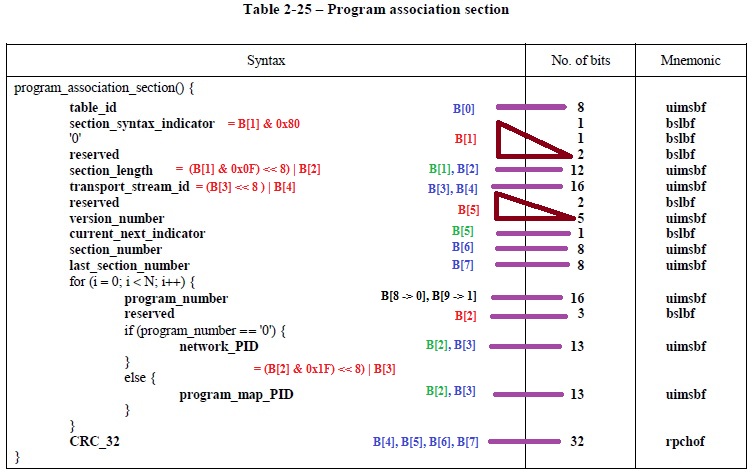 Table 2-25 – Program association section
Syntax No. of bits Mnemonic
program_association_section() {
table_id B[0] 8 uimsbf
section_syntax_indicator = B[1] & 0x80 1 bslbf
'0' B[1] 1 bslbf
reserved 2 bslbf
section_length = (B[1] & 0x0F) << 8) | B[2] B[1], B[2] 12 uimsbf
transport_stream_id = (B[3] << 8 ) | B[4] B[3], B[4] 16 uimsbf
reserved 2 bslbf
version_number B[5] 5 uimsbf
current_next_indicator B[5] 1 bslbf
section_number B[6] 8 uimsbf
last_section_number B[7] 8 uimsbf
for (i = 0; i < N; i++) {
program_number B[8 -> 0], B[9 -> 1] 16 uimsbf
reserved B[2] 3 bslbf
if (program_number == '0') {
network_PID B[2], B[3] 13 uimsbf
} = (B[2] & 0x1F) << 8) | B[3]
else {
program_map_PID B[2], B[3] 13 uimsbf
}
}
CRC_32 B[4], B[5], B[6], B[7] 32 rpchof
}